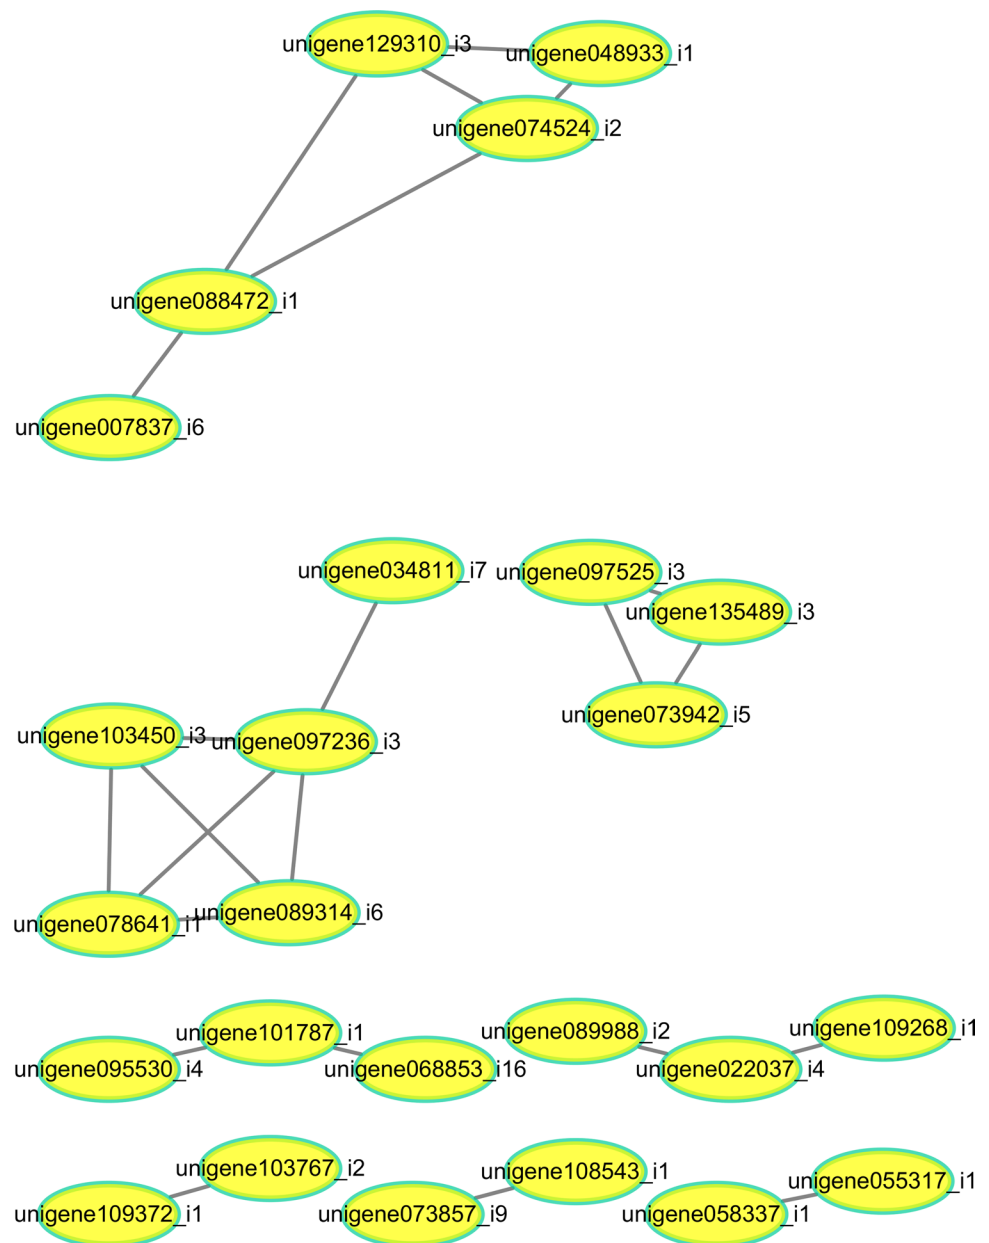 unigene129310_i3
unigene048933_i1
unigene074524_i2
unigene088472_i1
unigene007837_i6
unigene034811_i7
unigene097525_i3
unigene135489_i3
unigene073942_i5
unigene103450_i3
unigene097236_i3
unigene078641_i1
unigene089314_i6
unigene101787_i1
unigene089988_i2
unigene109268_i1
unigene095530_i4
unigene068853_i16
unigene022037_i4
unigene103767_i2
unigene108543_i1
unigene055317_i1
unigene109372_i1
unigene073857_i9
unigene058337_i1